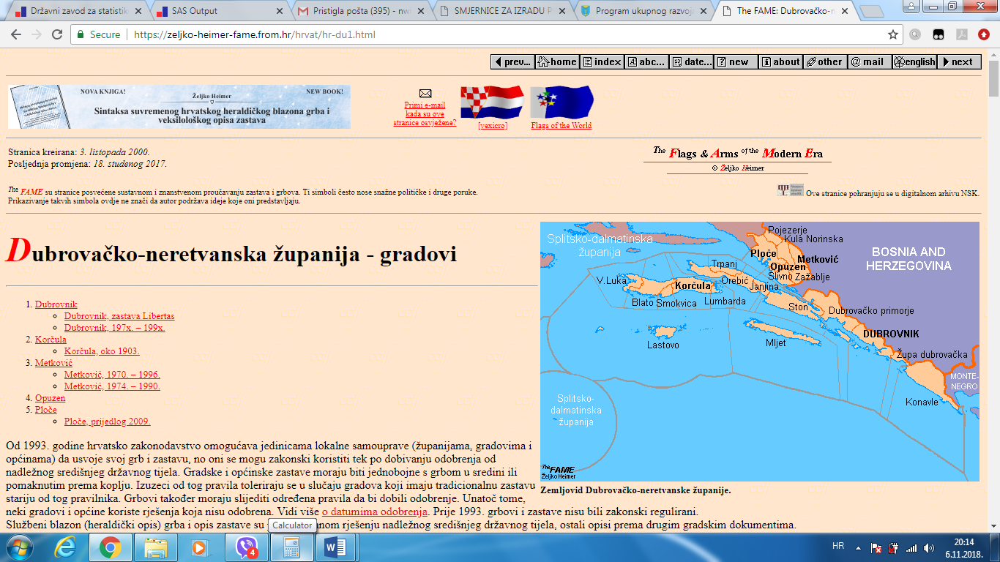 Državni zavod za statistik
SAS Output
Pristigla pošta (395) - nwl
SMJERNICE ZA IZRADU P
Program ukupnog razvoja
The FAME: Dubrovačko-n
Secure
https://zeljko-heimer-fame.from.hr/hrvat/hr-du1.html
prev... home index abc... date... new about other mail english next
NOVA KNJIGA! Željko Heimer NEW BOOK!
Sintaksa suvremenog hrvatskog heraldičkog blazona grba i
veksilološkog opisa zastava
Primi e-mail
kada su ove
stranice osvježene?
[vexicro]
Flags of the World
Stranica kreirana: 3. listopada 2000.
Posljednja promjena: 18. studenog 2017.
The Flags & Arms of the Modern Era
© Željko Heimer
The FAME su stranice posvećene sustavnom i znanstvenom proučavanju zastava i grbova. Ti simboli često nose snažne političke i druge poruke.
Prikazivanje takvih simbola ovdje ne znači da autor podržava ideje koje oni predstavljaju.
Ove stranice pohranjuju se u digitalnom arhivu NSK.
Dubrovačko-neretvanska županija - gradovi
1. Dubrovnik
Dubrovnik, zastava Libertas
Dubrovnik, 197x. – 199x.
2. Korčula
Korčula, oko 1903.
3. Metković
Metković, 1970. – 1996.
Metković, 1974. – 1990.
4. Opuzen
5. Ploče
Ploče, prijedlog 2009.
Splitsko-dalmatinska
županija
Pojezerje
Kula Norinska
Ploče
Metković
Opuzen
Slivno Zažablje
BOSNIA AND
HERZEGOVINA
Trpanj
V.Luka
Korčula
Orebić
Janjina
Blato
Smokvica
Lumbarda
Ston
Dubrovačko primorje
Lastovo
Mljet
DUBROVNIK
Župa dubrovačka
MONTE-
NEGRO
Konavle
Splitsko-
dalmatinska
županija
The FAME
Željko Heimer
Zemljovid Dubrovačko-neretvanske županije.
Od 1993. godine hrvatsko zakonodavstvo omogućava jedinicama lokalne samouprave (županijama, gradovima i
općinama) da usvoje svoj grb i zastavu, no oni se mogu zakonski koristiti tek po dobivanju odobrenja od
nadležnog središnjeg državnog tijela. Gradske i općinske zastave moraju biti jednobojne s grbom u sredini ili
pomaknutim prema koplju. Izuzeci od tog pravila toleriraju se u slučaju gradova koji imaju tradicionalnu zastavu
stariju od tog pravilnika. Grbovi također moraju slijediti određena pravila da bi dobili odobrenje. Unatoč tome,
neki gradovi i općine koriste rješenja koja nisu odobrena. Vidi više o datumima odobrenja. Prije 1993. grbovi i zastave nisu bili zakonski regulirani.
Službeni blazon (heraldički opis) grba i opis zastave su anom rješenju nadležnog središnjeg državnog tijela, ostali opisi prema drugim gradskim dokumentima.
Calculator
4
HR
20:14
6.11.2018.